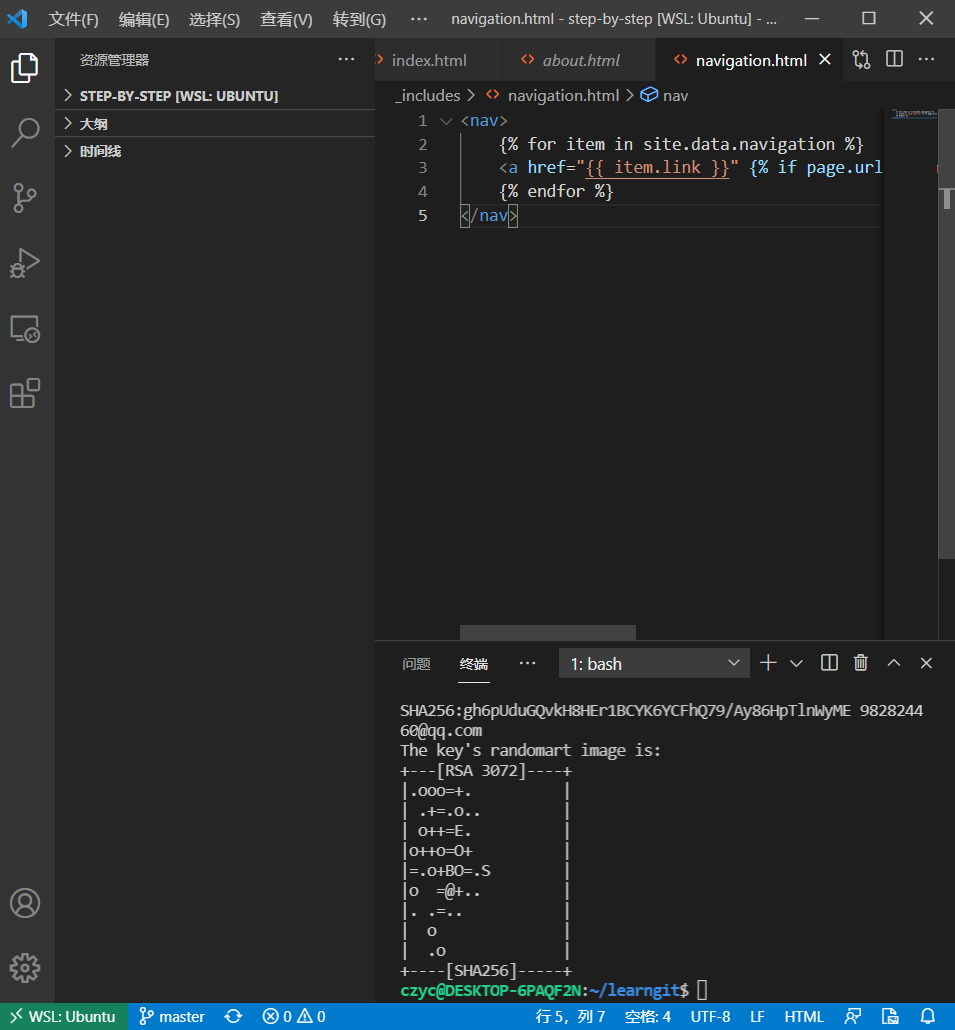 文件(F) 编辑(E) 选择(S) 查看(V) 转到(G) ··· navigation.html - step-by-step [WSL: Ubuntu] - ...
资源管理器 ···
STEP-BY-STEP [WSL: UBUNTU]
大纲
时间线
index.html about.html navigation.html ···
_includes > navigation.html > nav
1 <nav>
2 {% for item in site.data.navigation %}
3 <a href="{{ item.link }}" {% if page.url
4 {% endfor %}
5 </nav>
问题 终端 ··· 1: bash
SHA256:gh6pUduGQvkH8HEr1BCYK6YCFhQ79/Ay86HpTlnWyME 9828244
60@qq.com
The key's randomart image is:
+---[RSA 3072]----+
|.ooo=+.          |
| .+=.o..         |
| o++=E.          |
|o++o=O+          |
|=.o+BO=.S        |
|o  =@+..         |
|. .=..           |
|  o              |
|  .o             |
+----[SHA256]-----+
czyc@DESKTOP-6PAQF2N:~/learngit$
WSL: Ubuntu master 0 0 行 5，列 7 空格: 4 UTF-8 LF HTML